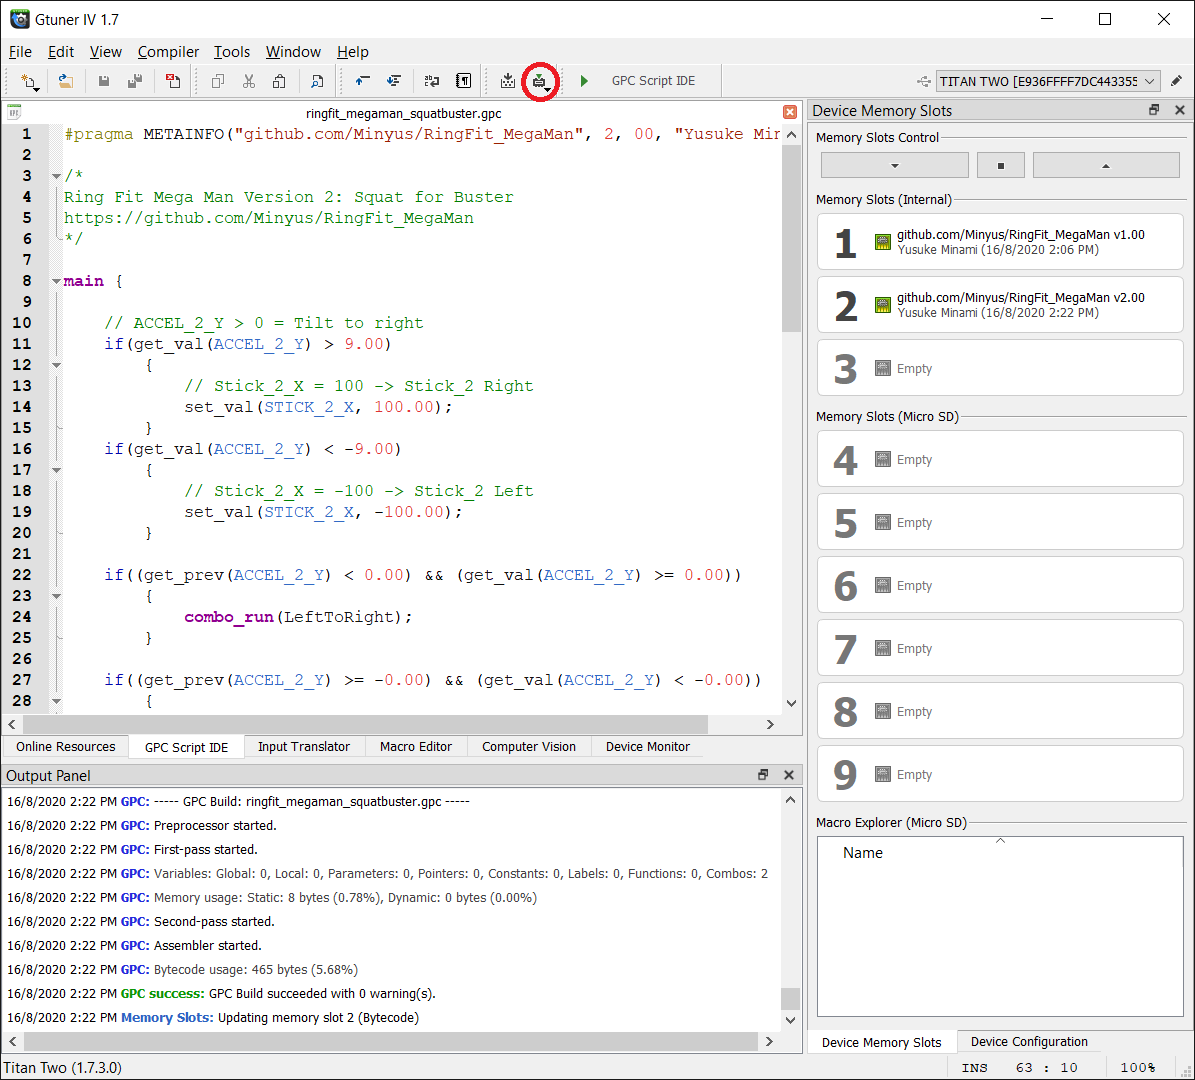 Gtuner IV 1.7
File Edit View Compiler Tools Window Help
GPC Script IDE
TITAN TWO [E936FFFF7DC443355
ringfit_megaman_squatbuster.gpc
1 #pragma METAINFO("github.com/Minyus/RingFit_MegaMan", 2, 00, "Yusuke Min
2
3 /*
4 Ring Fit Mega Man Version 2: Squat for Buster
5 https://github.com/Minyus/RingFit_MegaMan
6 */
7
8 main {
9
10 // ACCEL_2_Y > 0 = Tilt to right
11 if(get_val(ACCEL_2_Y) > 9.00)
12 {
13 // Stick_2_X = 100 -> Stick_2 Right
14 set_val(STICK_2_X, 100.00);
15 }
16 if(get_val(ACCEL_2_Y) < -9.00)
17 {
18 // Stick_2_X = -100 -> Stick_2 Left
19 set_val(STICK_2_X, -100.00);
20 }
21
22 if((get_prev(ACCEL_2_Y) < 0.00) && (get_val(ACCEL_2_Y) >= 0.00))
23 {
24 combo_run(LeftToRight);
25 }
26
27 if((get_prev(ACCEL_2_Y) >= -0.00) && (get_val(ACCEL_2_Y) < -0.00))
28 {
Online Resources GPC Script IDE Input Translator Macro Editor Computer Vision Device Monitor
Output Panel
16/8/2020 2:22 PM GPC: ----- GPC Build: ringfit_megaman_squatbuster.gpc -----
16/8/2020 2:22 PM GPC: Preprocessor started.
16/8/2020 2:22 PM GPC: First-pass started.
16/8/2020 2:22 PM GPC: Variables: Global: 0, Local: 0, Parameters: 0, Pointers: 0, Constants: 0, Labels: 0, Functions: 0, Combos: 2
16/8/2020 2:22 PM GPC: Memory usage: Static: 8 bytes (0.78%), Dynamic: 0 bytes (0.00%)
16/8/2020 2:22 PM GPC: Second-pass started.
16/8/2020 2:22 PM GPC: Assembler started.
16/8/2020 2:22 PM GPC: Bytecode usage: 465 bytes (5.68%)
16/8/2020 2:22 PM GPC success: GPC Build succeeded with 0 warning(s).
16/8/2020 2:22 PM Memory Slots: Updating memory slot 2 (Bytecode)
Device Memory Slots
Memory Slots Control
Memory Slots (Internal)
1 github.com/Minyus/RingFit_MegaMan v1.00
Yusuke Minami (16/8/2020 2:06 PM)
2 github.com/Minyus/RingFit_MegaMan v2.00
Yusuke Minami (16/8/2020 2:22 PM)
3 Empty
Memory Slots (Micro SD)
4 Empty
5 Empty
6 Empty
7 Empty
8 Empty
9 Empty
Macro Explorer (Micro SD)
Name
Device Memory Slots Device Configuration
Titan Two (1.7.3.0)
INS 63 : 10 100%